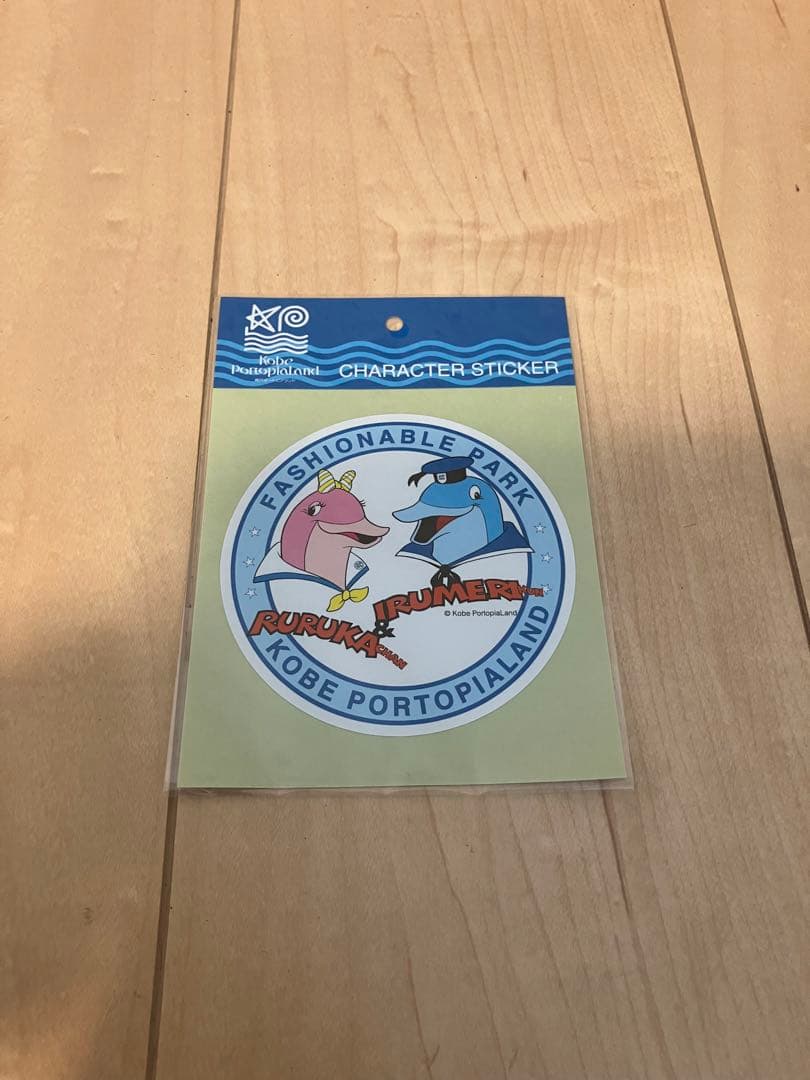 Kobe
PortopiaLand
CHARACTER STICKER
FASHIONABLE PARK
IRUMERI KUN
&
RURUKA CHAN
© Kobe PortopiaLand
KOBE PORTOPIALAND